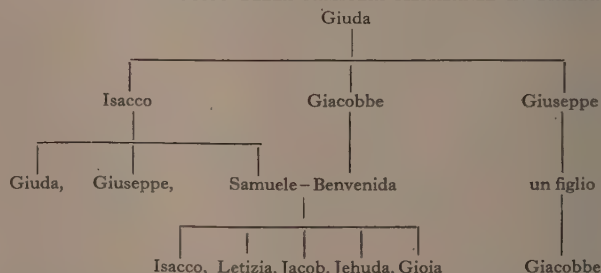 Giuda
Isacco Giacobbe Giuseppe
Giuda, Giuseppe, Samuele – Benvenida un figlio
Isacco, Letizia, Jacob, Jehuda, Gioia Giacobbe